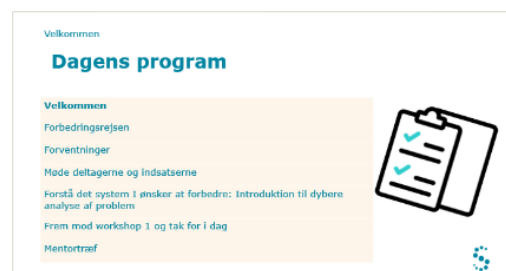 Velkommen
Dagens program
Velkommen
Forbedringsrejsen
Forventninger
Møde deltagerne og indsatserne
Forstå det system I ønsker at forbedre: Introduktion til dybere
analyse af problem
Frem mod workshop 1 og tak for i dag
Mentortræf